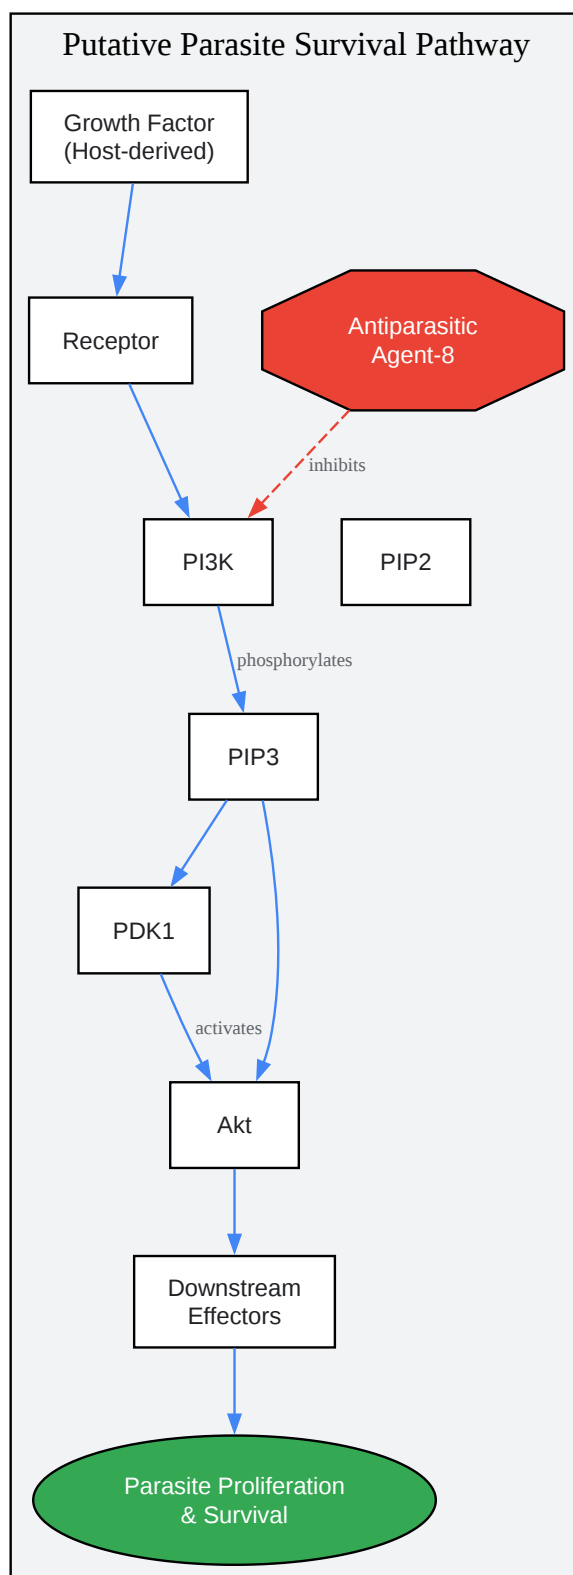 Putative Parasite Survival Pathway
Growth Factor
(Host-derived)
Receptor
Antiparasitic
Agent-8
inhibits
PI3K
PIP2
phosphorylates
PIP3
PDK1
activates
Akt
Downstream
Effectors
Parasite Proliferation
& Survival